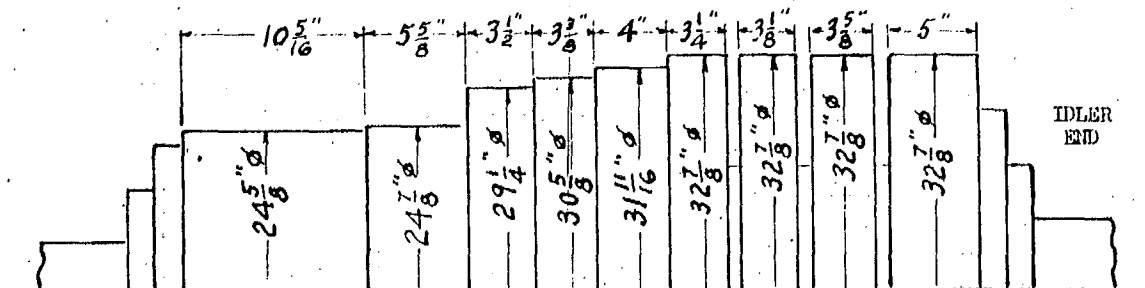 10 5/16" 5 5/8" 3 1/2" 3 3/8" 4" 3 1/4" 3 1/8" 3 5/8" 5"
IDLER
END
24 5/8" ø
24 7/8" ø
29 1/4" ø
30 5/8" ø
31 11/16" ø
32 7/8" ø
32 7/8" ø
32 7/8" ø
32 7/8" ø